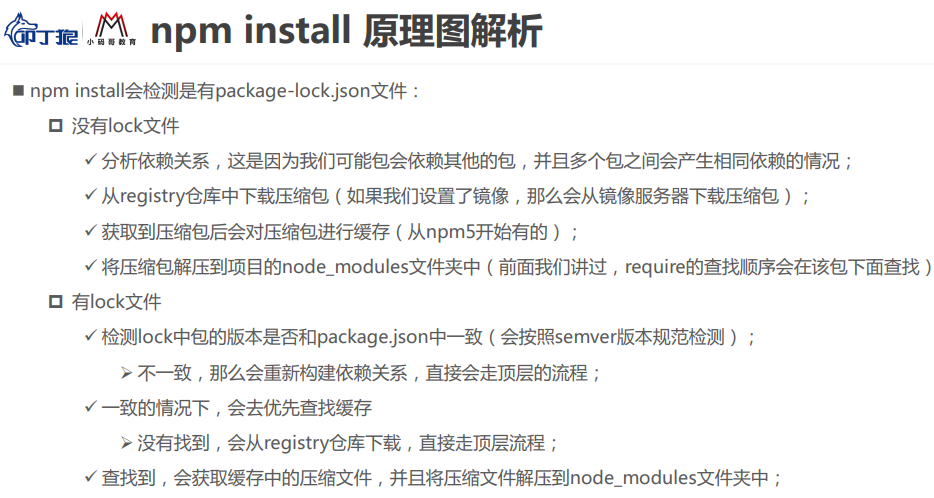 叩丁狼 小码哥教育 npm install 原理图解析
npm install会检测是有package-lock.json文件：
没有lock文件
分析依赖关系，这是因为我们可能包会依赖其他的包，并且多个包之间会产生相同依赖的情况；
从registry仓库中下载压缩包（如果我们设置了镜像，那么会从镜像服务器下载压缩包）；
获取到压缩包后会对压缩包进行缓存（从npm5开始有的）；
将压缩包解压到项目的node_modules文件夹中（前面我们讲过，require的查找顺序会在该包下面查找）
有lock文件
检测lock中包的版本是否和package.json中一致（会按照semver版本规范检测）；
不一致，那么会重新构建依赖关系，直接会走顶层的流程；
一致的情况下，会去优先查找缓存
没有找到，会从registry仓库下载，直接走顶层流程；
查找到，会获取缓存中的压缩文件，并且将压缩文件解压到node_modules文件夹中；